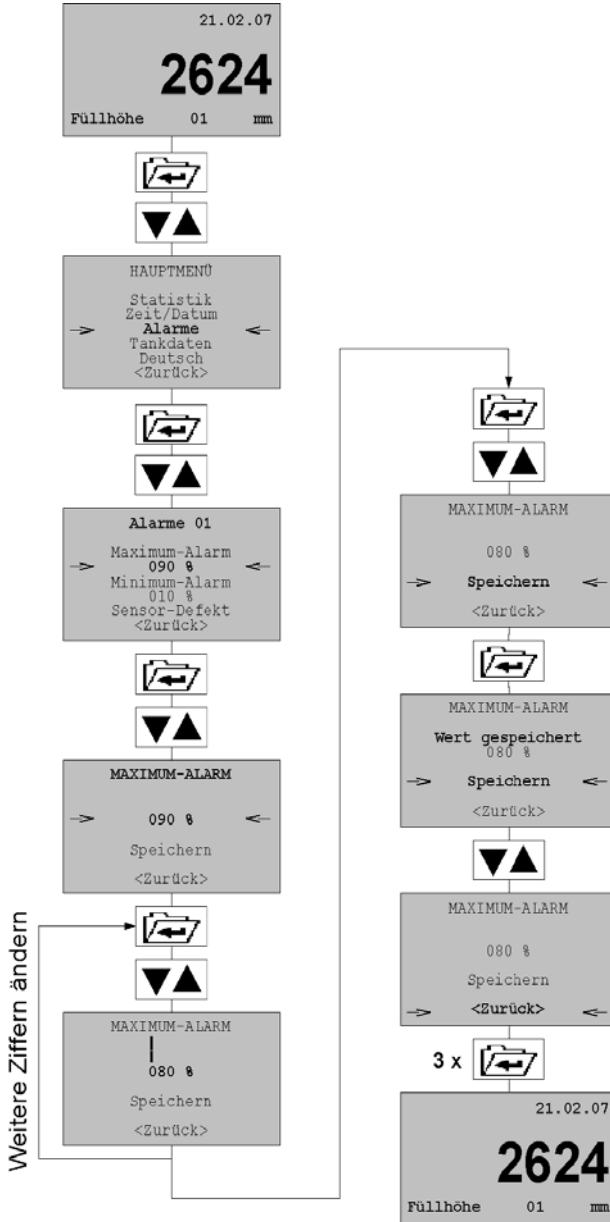 21.02.07
2624
Füllhöhe 01 mm
HAUPTMENÜ
Statistik
Zeit/Datum
Alarme
Tankdaten
Deutsch
<Zurück>
Alarme 01
Maximum-Alarm
090 %
Minimum-Alarm
010 %
Sensor-Defekt
<Zurück>
MAXIMUM-ALARM
090 %
Speichern
<Zurück>
Weitere Ziffern ändern
MAXIMUM-ALARM
080 %
Speichern
<Zurück>
MAXIMUM-ALARM
080 %
Speichern
<Zurück>
MAXIMUM-ALARM
Wert gespeichert
080 %
Speichern
<Zurück>
MAXIMUM-ALARM
080 %
Speichern
<Zurück>
3 x
21.02.07
2624
Füllhöhe 01 mm